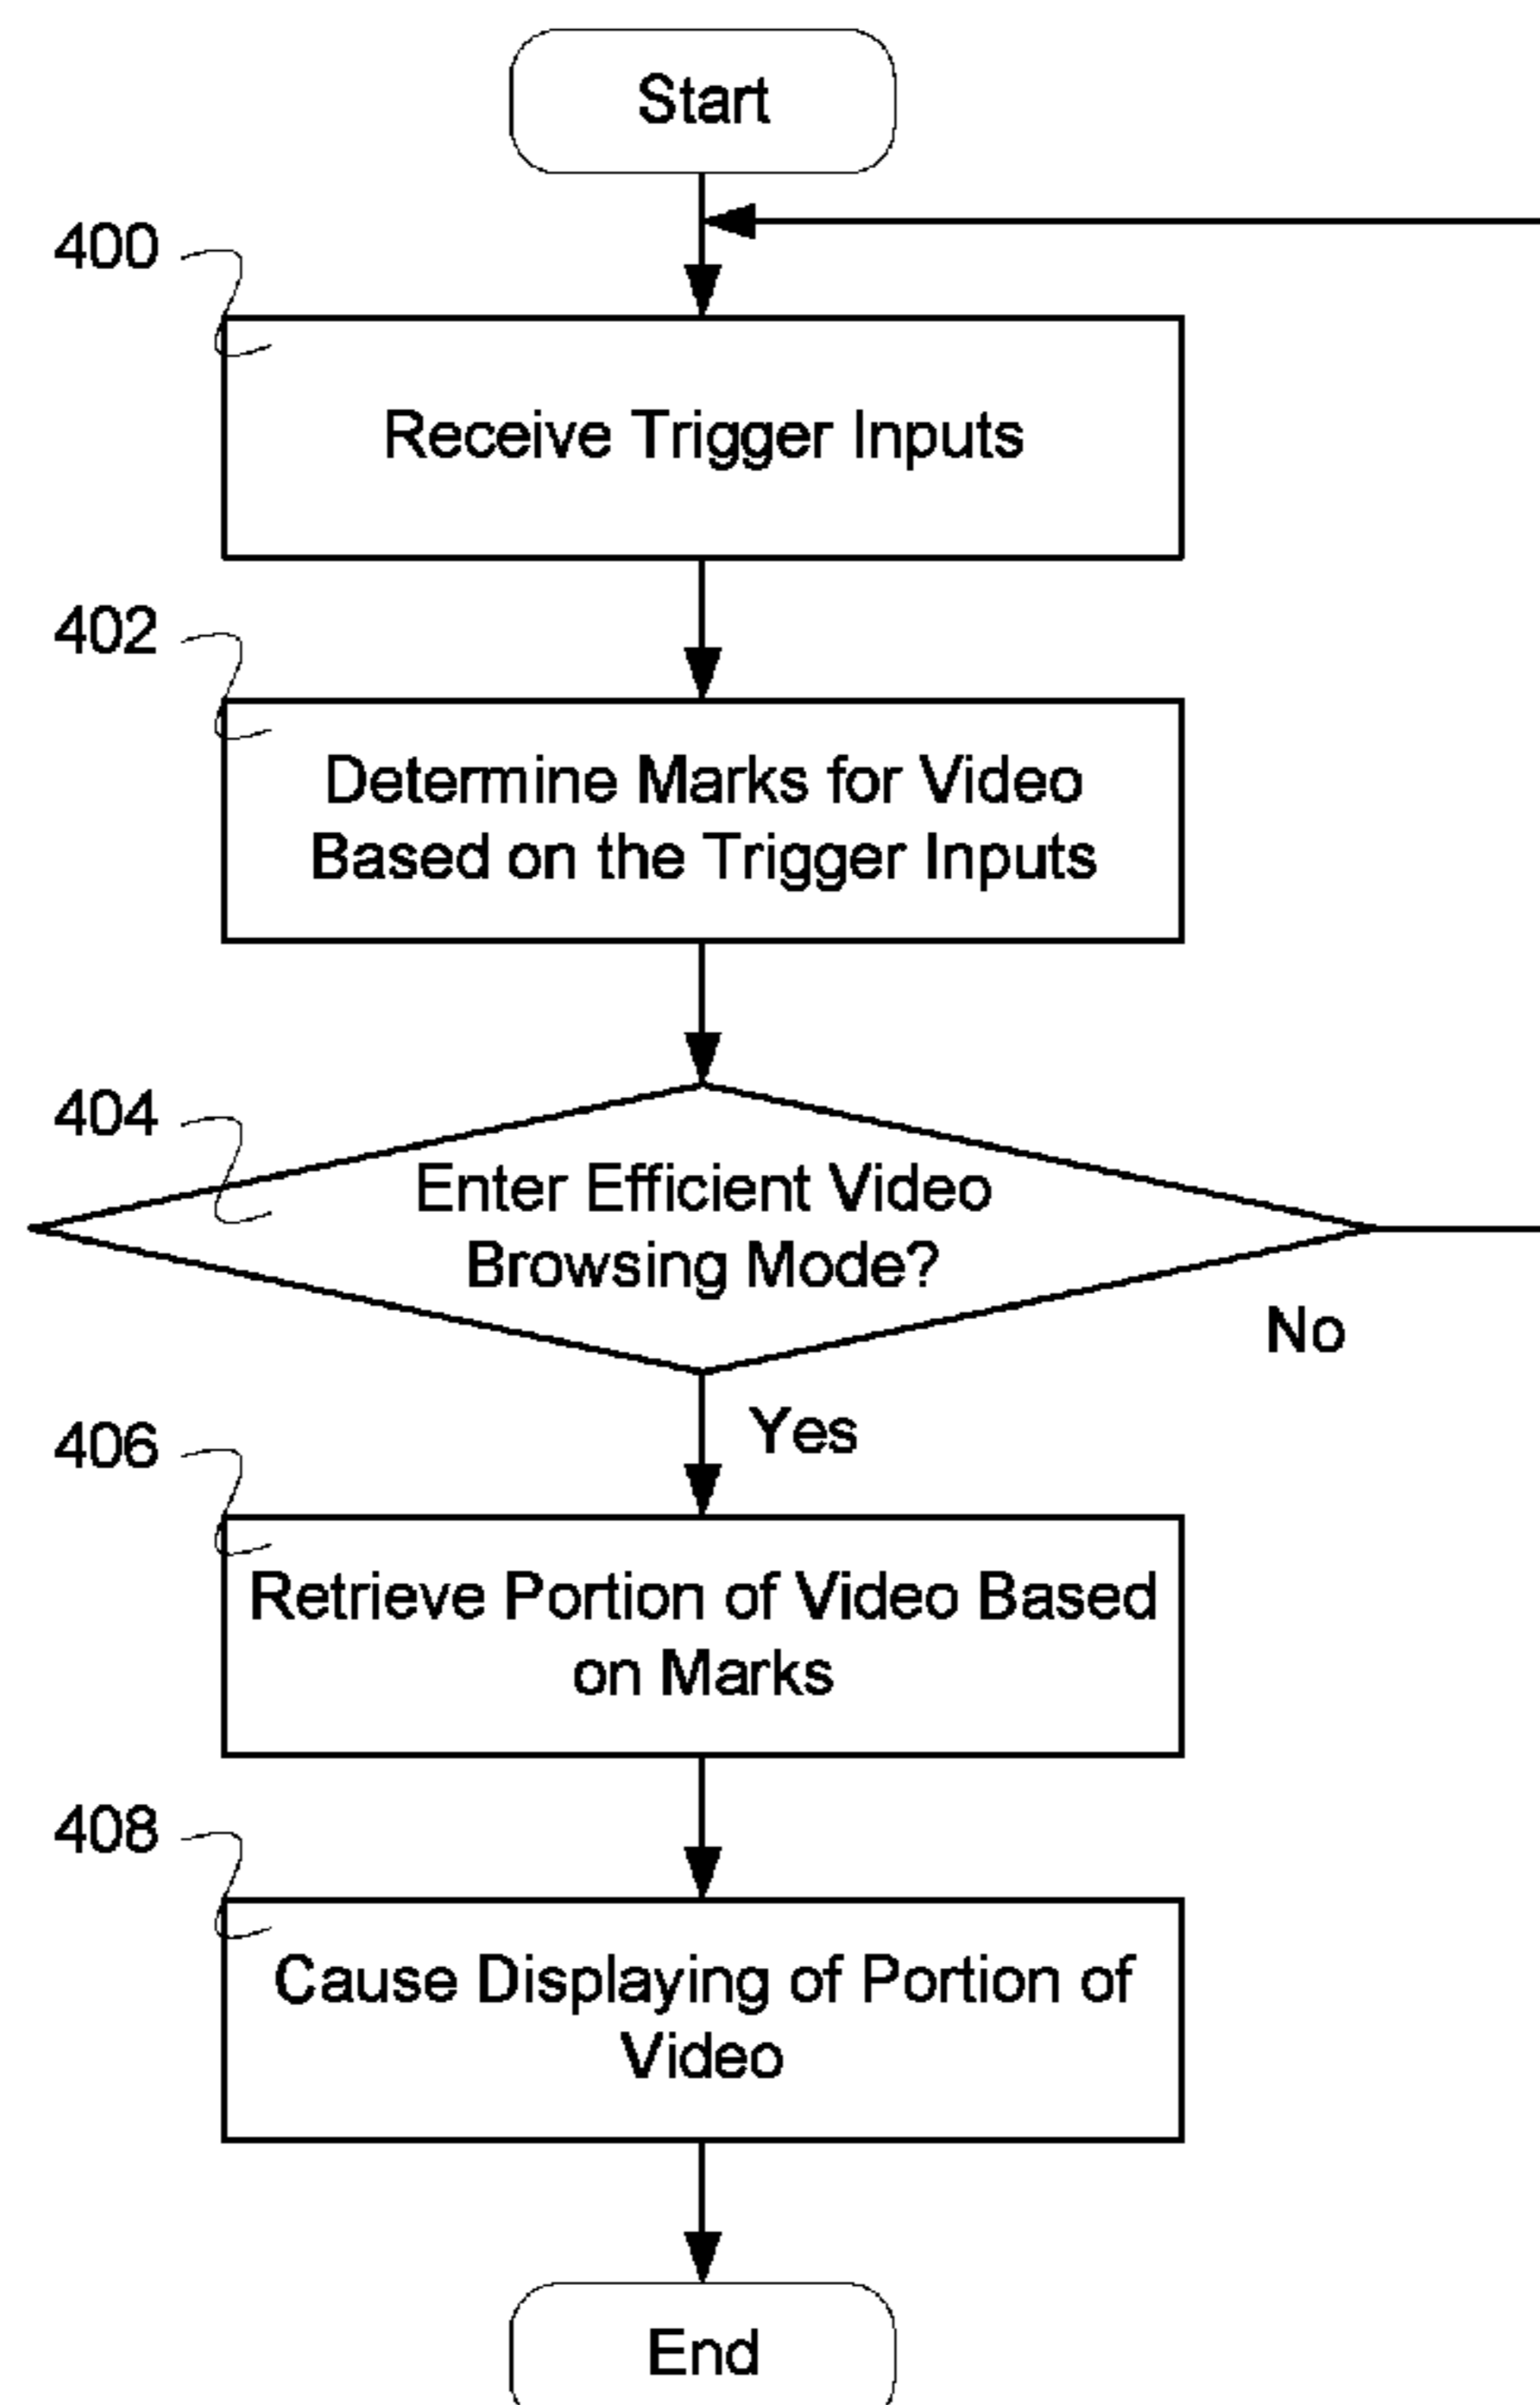 Start
400
Receive Trigger Inputs
402
Determine Marks for Video
Based on the Trigger Inputs
404
Enter Efficient Video
Browsing Mode?
No
Yes
406
Retrieve Portion of Video Based
on Marks
408
Cause Displaying of Portion of
Video
End